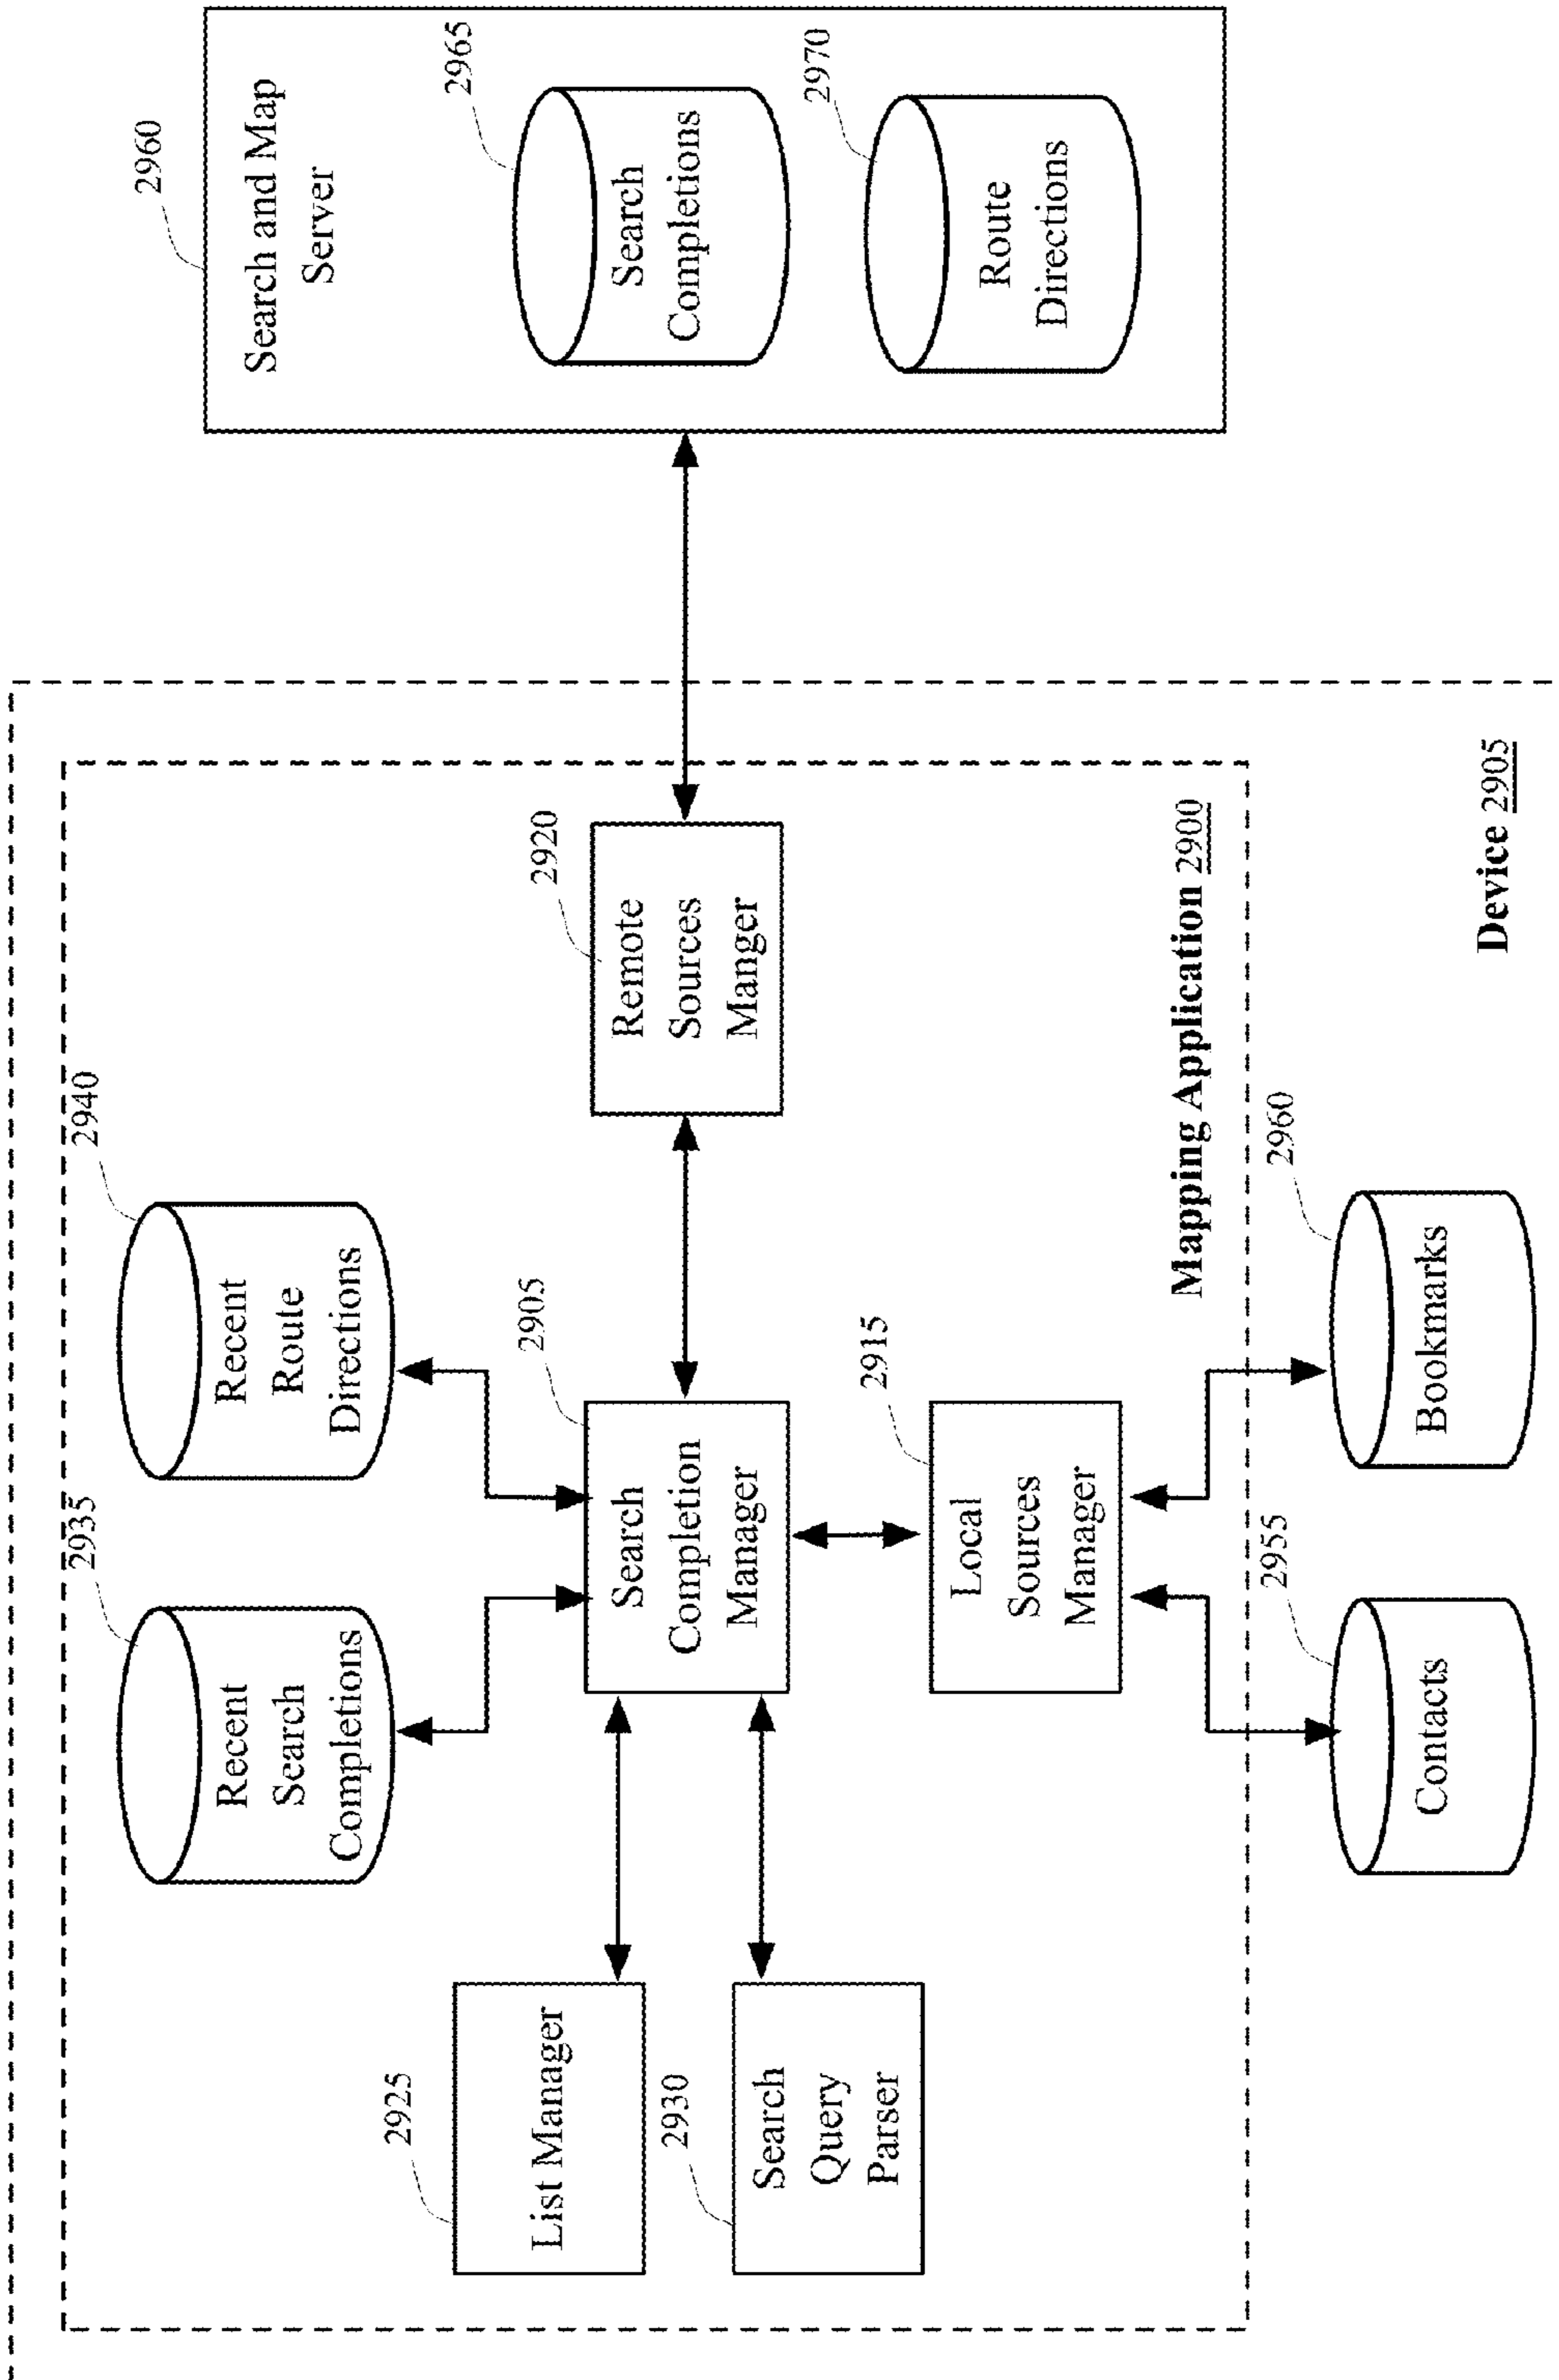 2935
Recent
Search
Completions
2940
Recent
Route
Directions
2925
List Manager
2930
Search
Query
Parser
2905
Search
Completion
Manager
2920
Remote
Sources
Manger
2915
Local
Sources
Manager
Mapping Application 2900
2955
Contacts
2960
Bookmarks
Device 2905
2960
Search and Map
Server
2965
Search
Completions
2970
Route
Directions